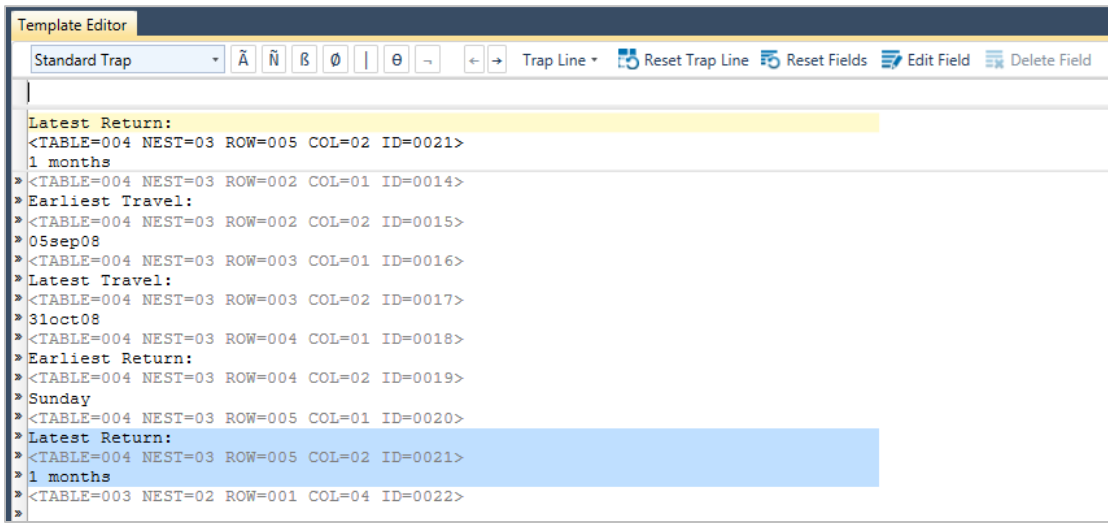 Template Editor
Standard Trap Ã Ñ ß Ø | θ ¬ ← → Trap Line Reset Trap Line Reset Fields Edit Field Delete Field
Latest Return:
<TABLE=004 NEST=03 ROW=005 COL=02 ID=0021>
1 months
» <TABLE=004 NEST=03 ROW=002 COL=01 ID=0014>
» Earliest Travel:
» <TABLE=004 NEST=03 ROW=002 COL=02 ID=0015>
» 05sep08
» <TABLE=004 NEST=03 ROW=003 COL=01 ID=0016>
» Latest Travel:
» <TABLE=004 NEST=03 ROW=003 COL=02 ID=0017>
» 31oct08
» <TABLE=004 NEST=03 ROW=004 COL=01 ID=0018>
» Earliest Return:
» <TABLE=004 NEST=03 ROW=004 COL=02 ID=0019>
» Sunday
» <TABLE=004 NEST=03 ROW=005 COL=01 ID=0020>
» Latest Return:
» <TABLE=004 NEST=03 ROW=005 COL=02 ID=0021>
» 1 months
» <TABLE=003 NEST=02 ROW=001 COL=04 ID=0022>
»